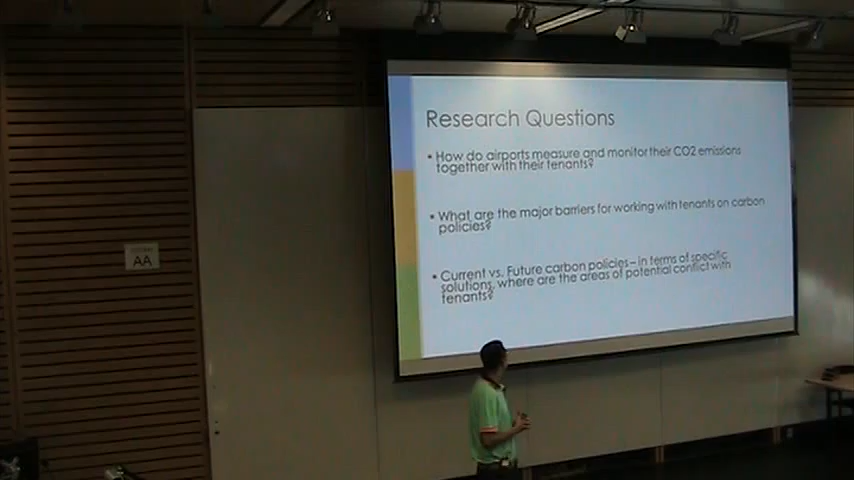 Research Questions
• How do airports measure and monitor their CO2 emissions
together with their tenants?
• What are the major barriers for working with tenants on carbon
policies?
• Current vs. Future carbon policies – in terms of specific
solutions, where are the areas of potential conflict with
tenants?
AA